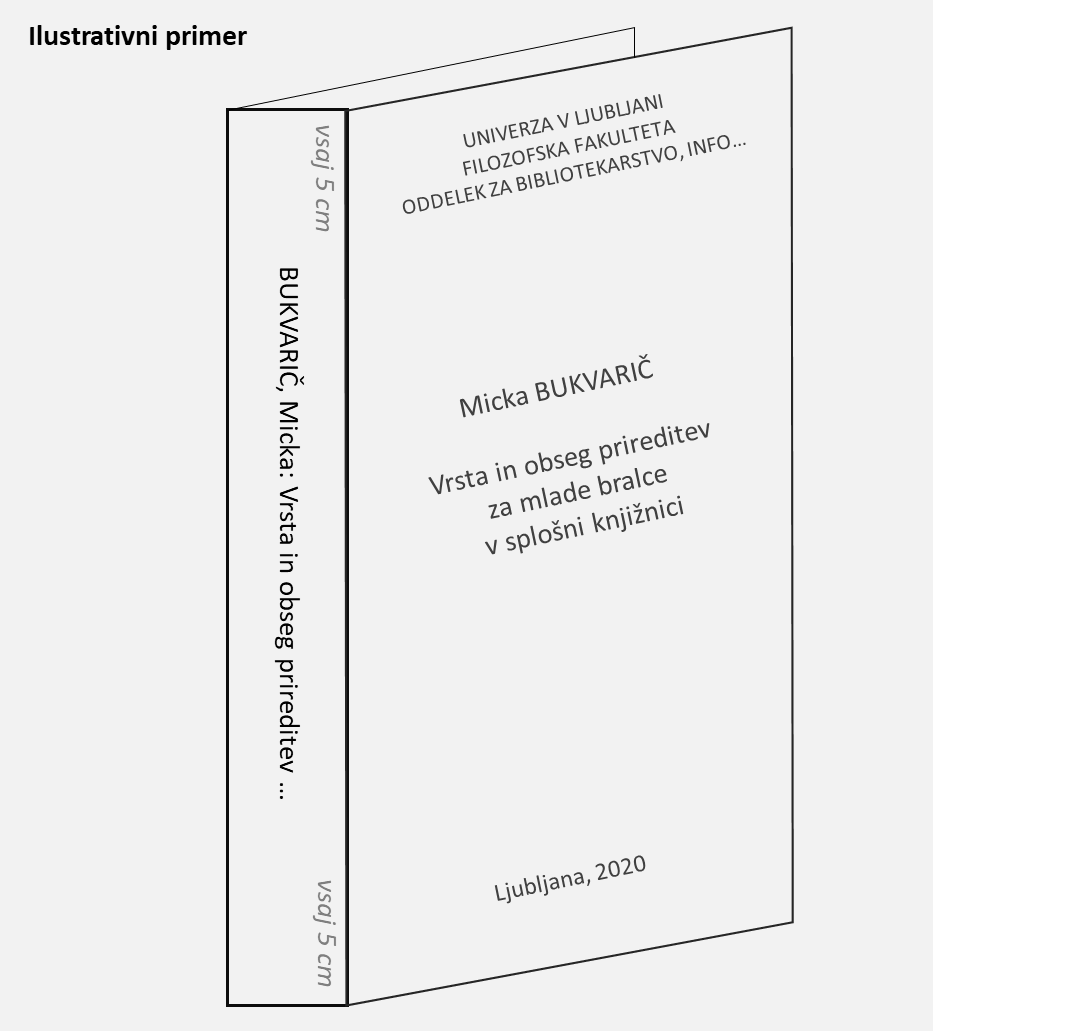 Ilustrativni primer
vsaj 5 cm
BUKVARIČ, Micka: Vrsta in obseg prireditev ...
vsaj 5 cm
UNIVERZA V LJUBLJANI
FILOZOFSKA FAKULTETA
ODDELEK ZA BIBLIOTEKARSTVO, INFO...
Micka BUKVARIČ
Vrsta in obseg prireditev
za mlade bralce
v splošni knjižnici
Ljubljana, 2020